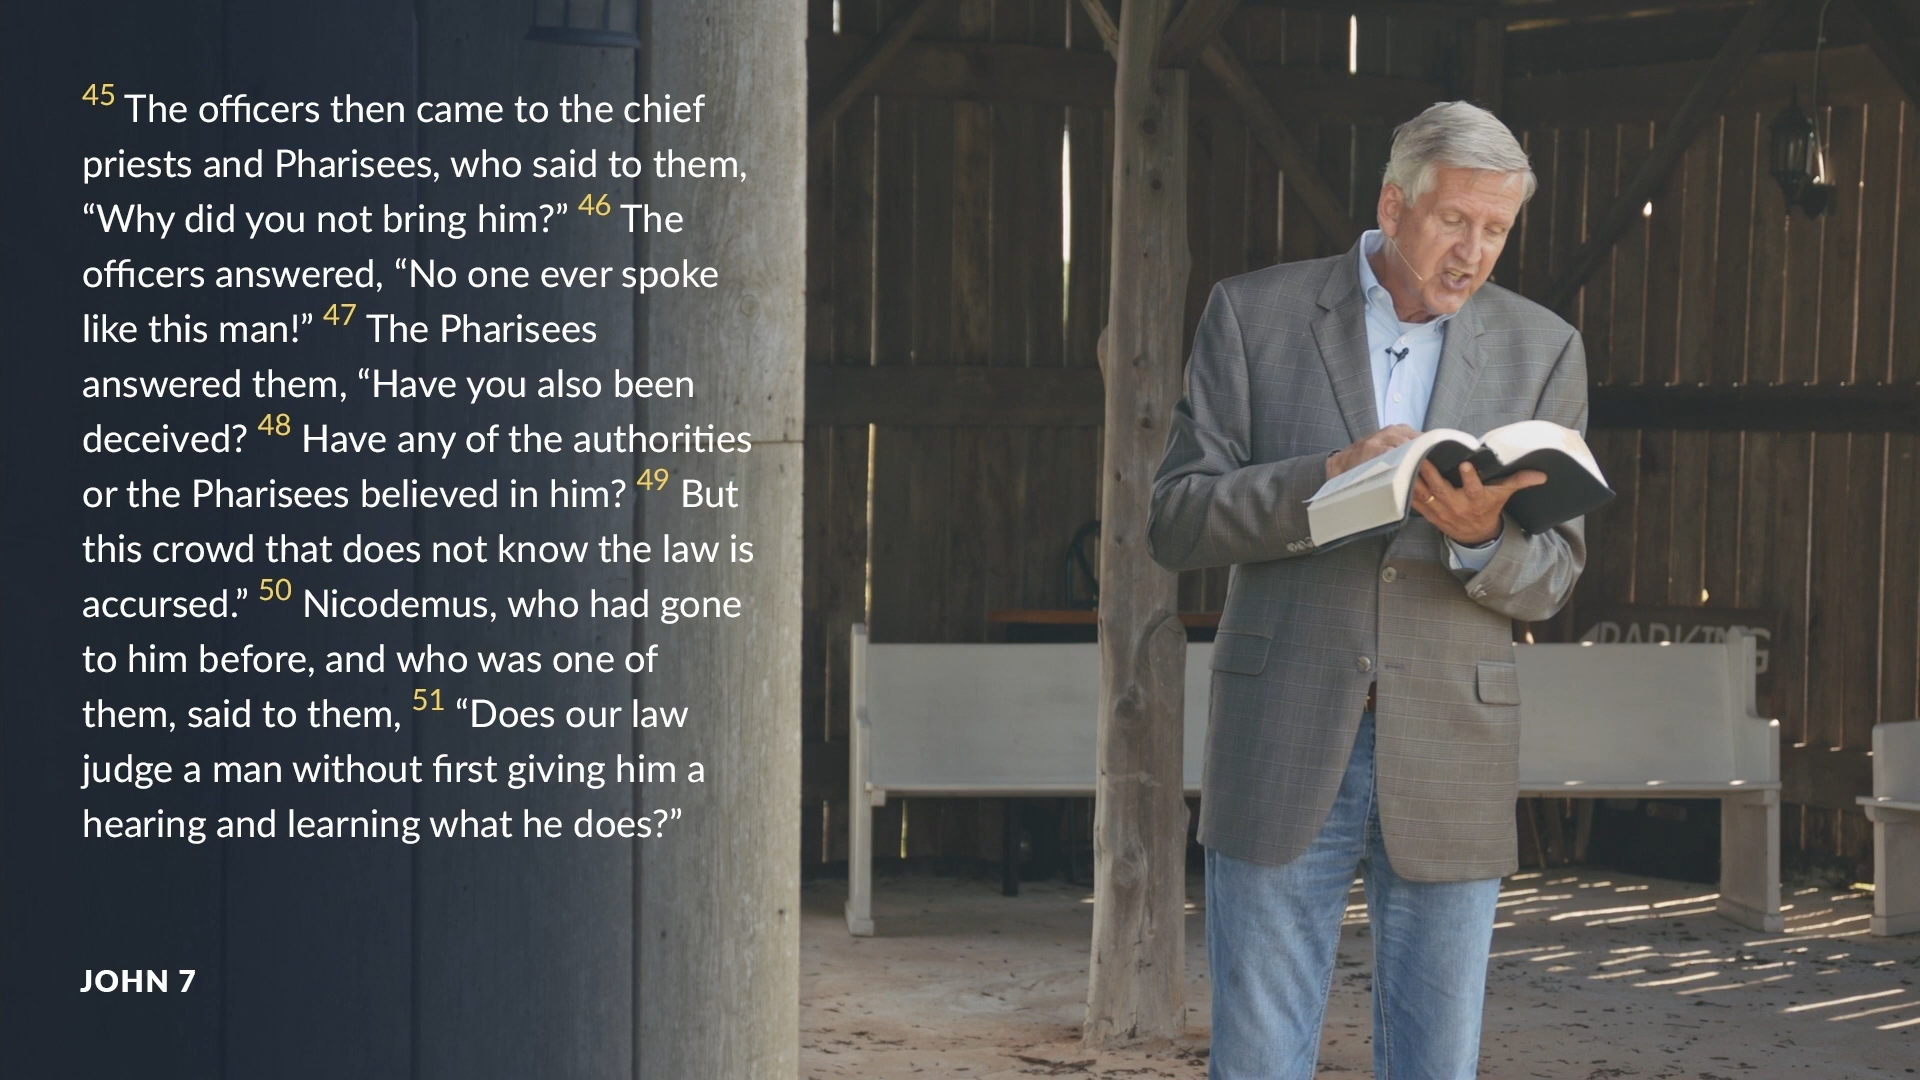 45 The officers then came to the chief
priests and Pharisees, who said to them,
“Why did you not bring him?” 46 The
officers answered, “No one ever spoke
like this man!” 47 The Pharisees
answered them, “Have you also been
deceived? 48 Have any of the authorities
or the Pharisees believed in him? 49 But
this crowd that does not know the law is
accursed.” 50 Nicodemus, who had gone
to him before, and who was one of
them, said to them, 51 “Does our law
judge a man without first giving him a
hearing and learning what he does?”
JOHN 7
PARKING